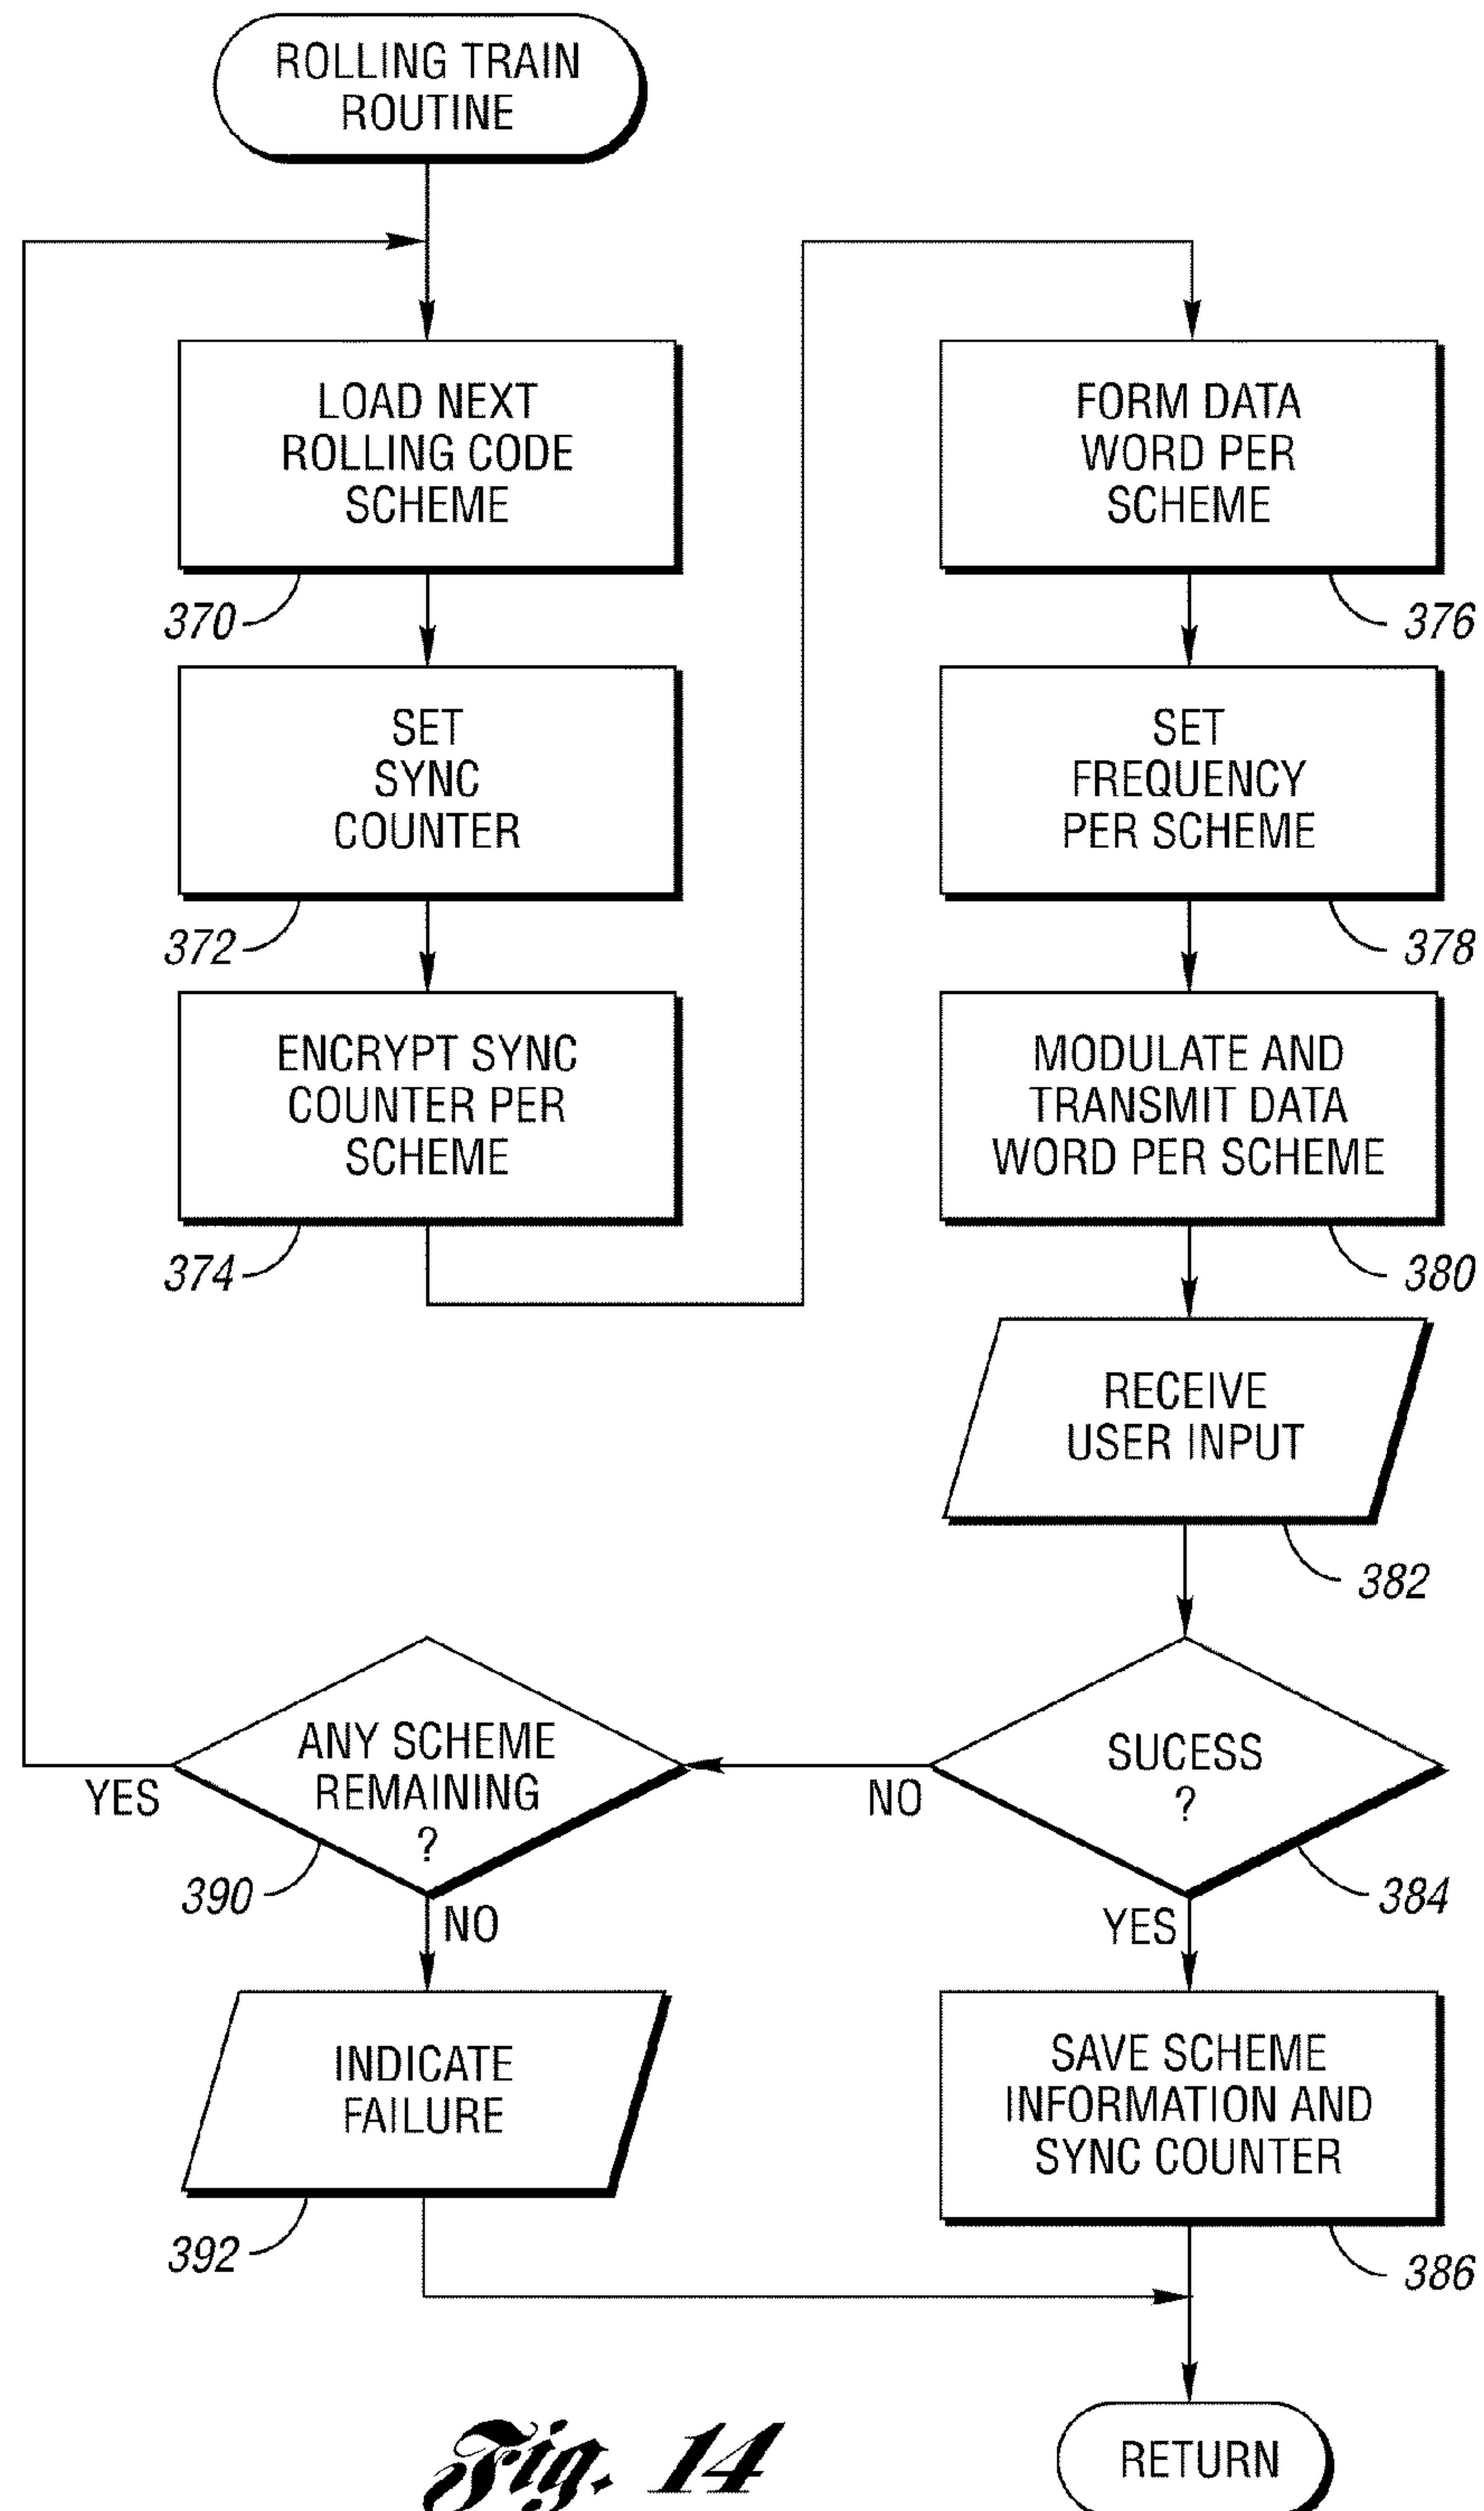 ROLLING TRAIN
ROUTINE
LOAD NEXT
ROLLING CODE
SCHEME
370
SET
SYNC
COUNTER
372
ENCRYPT SYNC
COUNTER PER
SCHEME
374
FORM DATA
WORD PER
SCHEME
376
SET
FREQUENCY
PER SCHEME
378
MODULATE AND
TRANSMIT DATA
WORD PER SCHEME
380
RECEIVE
USER INPUT
382
SUCESS
?
384
NO
YES
ANY SCHEME
REMAINING
?
390
YES
NO
INDICATE
FAILURE
392
SAVE SCHEME
INFORMATION AND
SYNC COUNTER
386
RETURN
Fig. 14